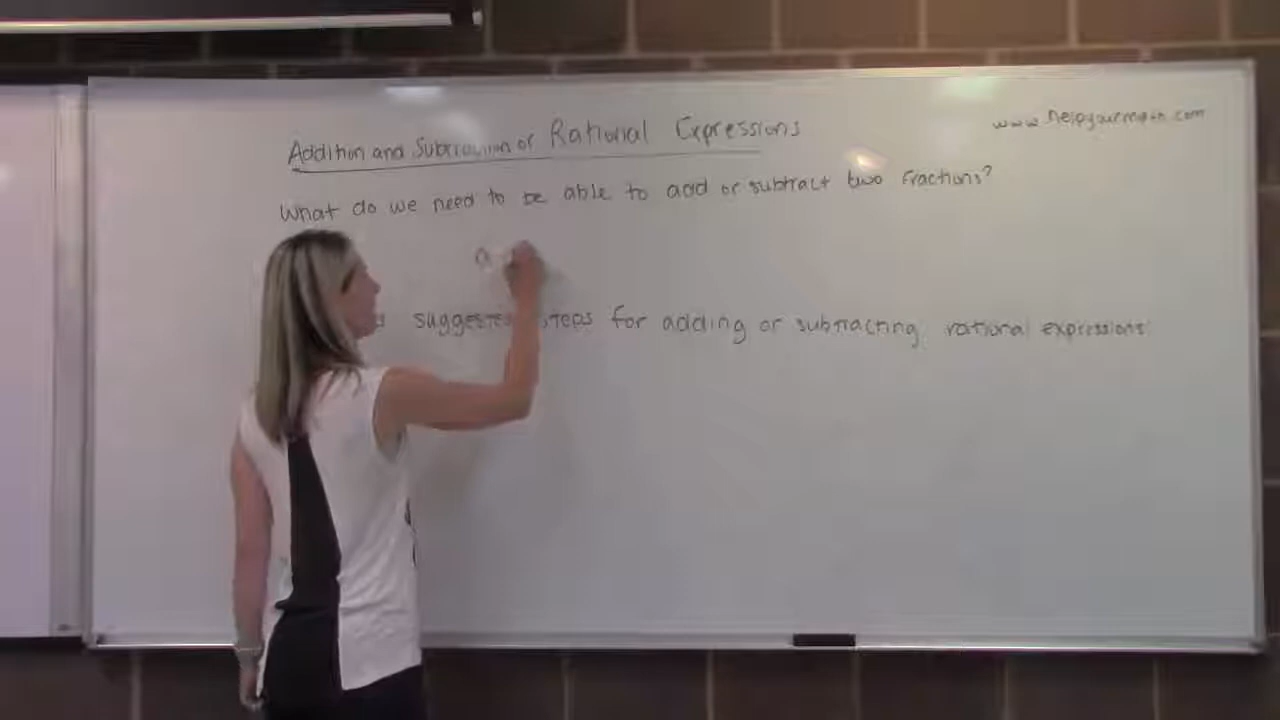 Addition and Subtraction of Rational Expressions
www.helpyourmath.com
What do we need to be able to add or subtract two fractions?
a
suggested steps for adding or subtracting rational expressions